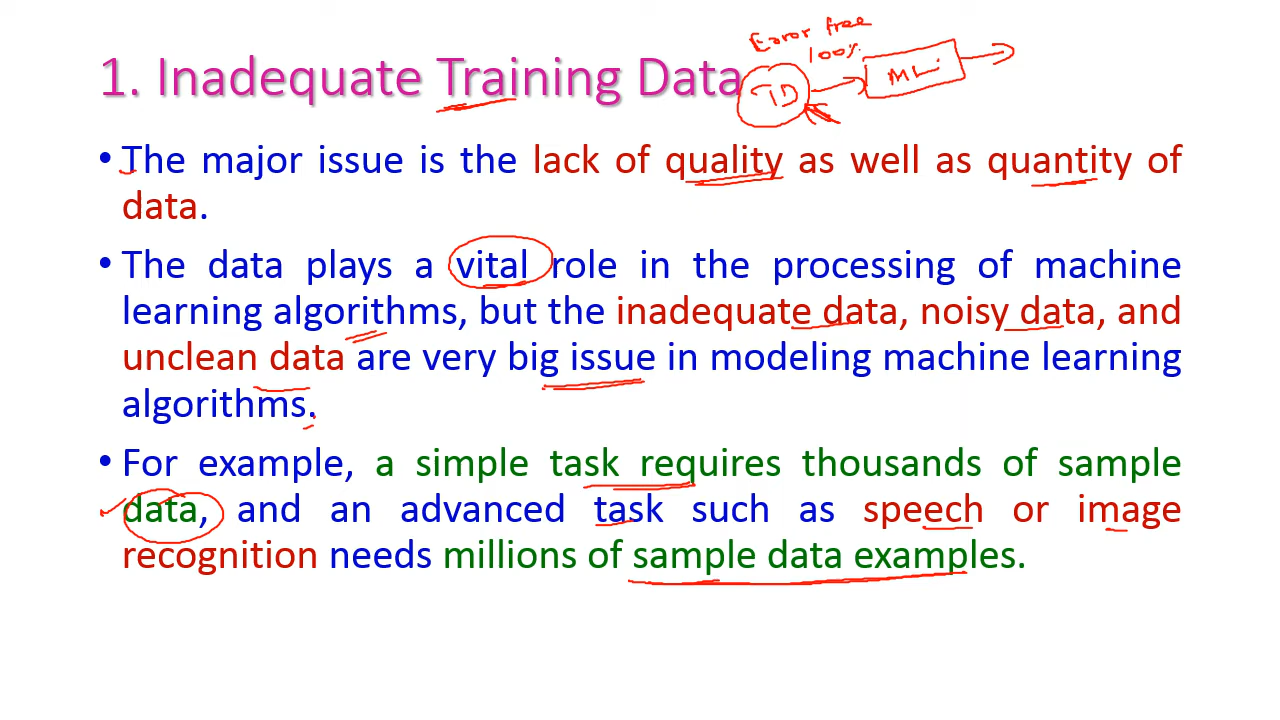 Error free
100%
1. Inadequate Training Data
TD
ML
• The major issue is the lack of quality as well as quantity of
data.
• The data plays a vital role in the processing of machine
learning algorithms, but the inadequate data, noisy data, and
unclean data are very big issue in modeling machine learning
algorithms.
• For example, a simple task requires thousands of sample
data, and an advanced task such as speech or image
recognition needs millions of sample data examples.